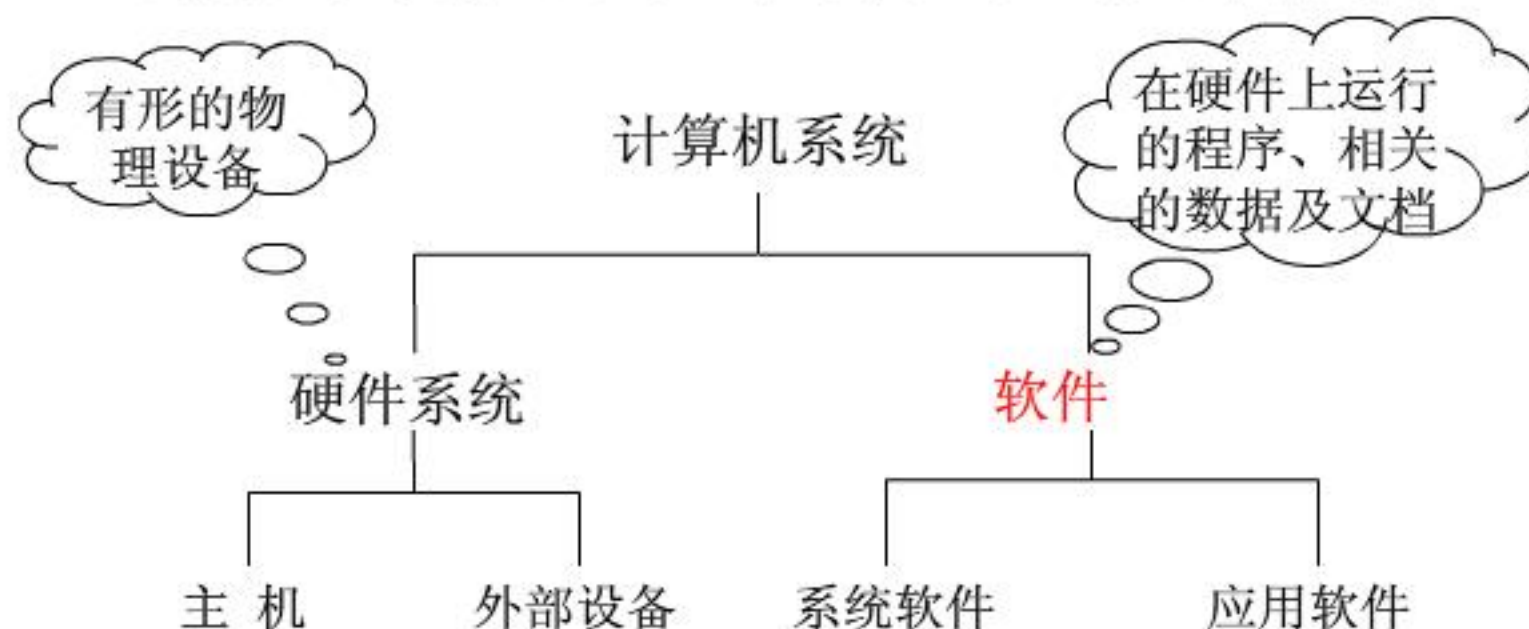 有形的物
理设备
计算机系统
在硬件上运行
的程序、相关
的数据及文档
硬件系统
软件
主 机
外部设备
系统软件
应用软件